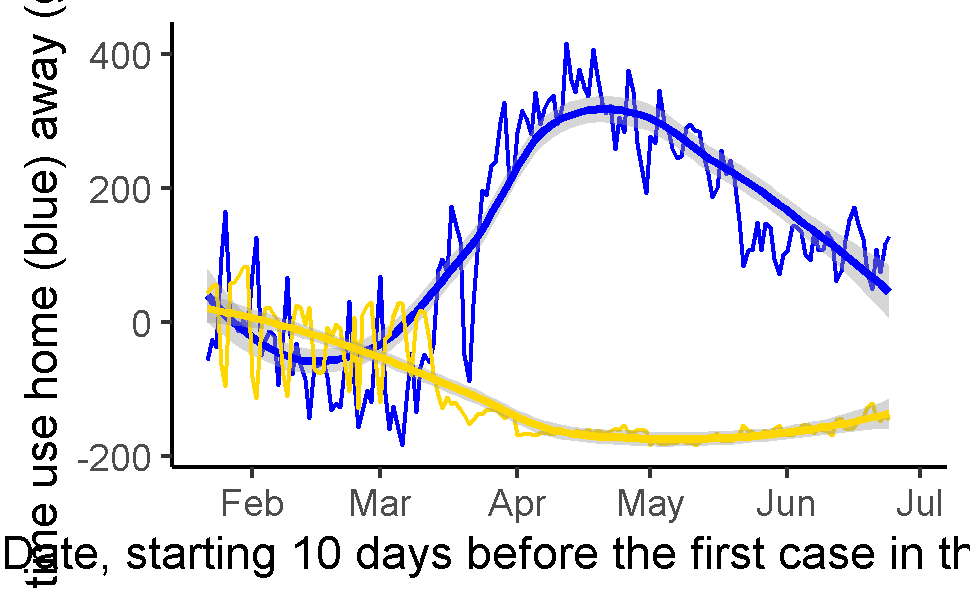 time use home (blue) away (
400
200
0
-200
Feb Mar Apr May Jun Jul
Date, starting 10 days before the first case in th